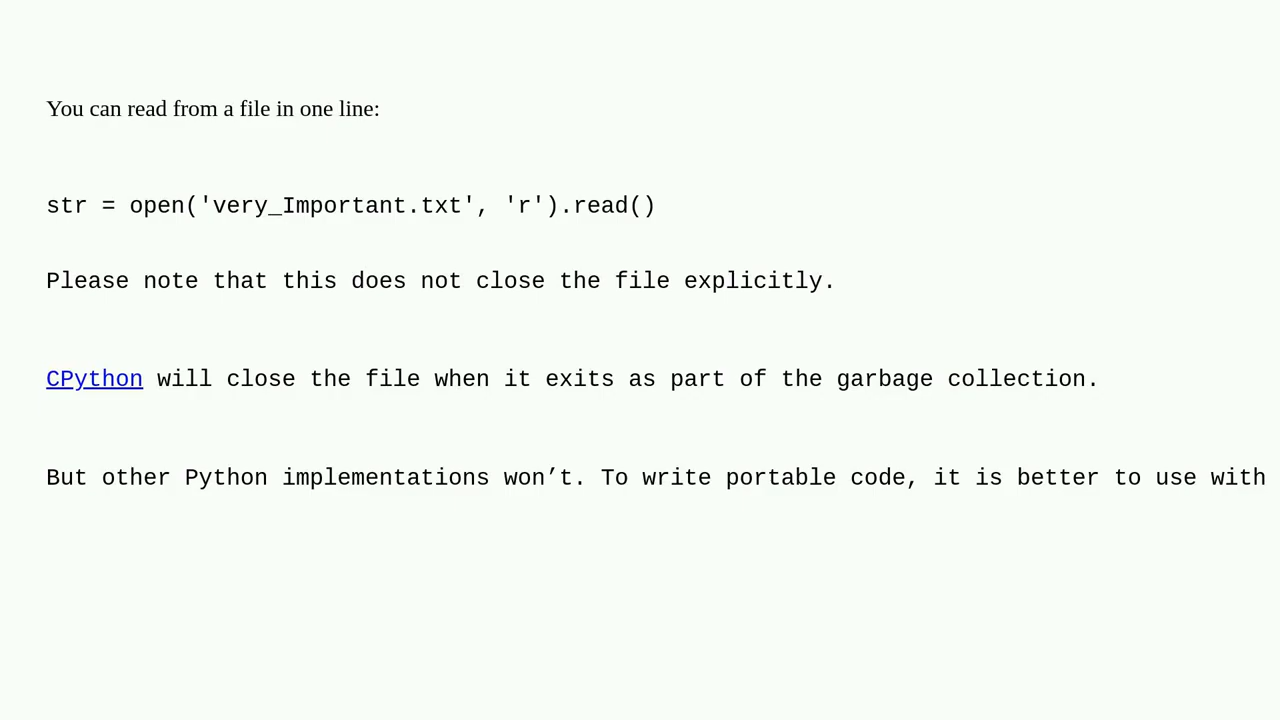 You can read from a file in one line:
str = open('very_Important.txt', 'r').read()
Please note that this does not close the file explicitly.
CPython will close the file when it exits as part of the garbage collection.
But other Python implementations won’t. To write portable code, it is better to use with